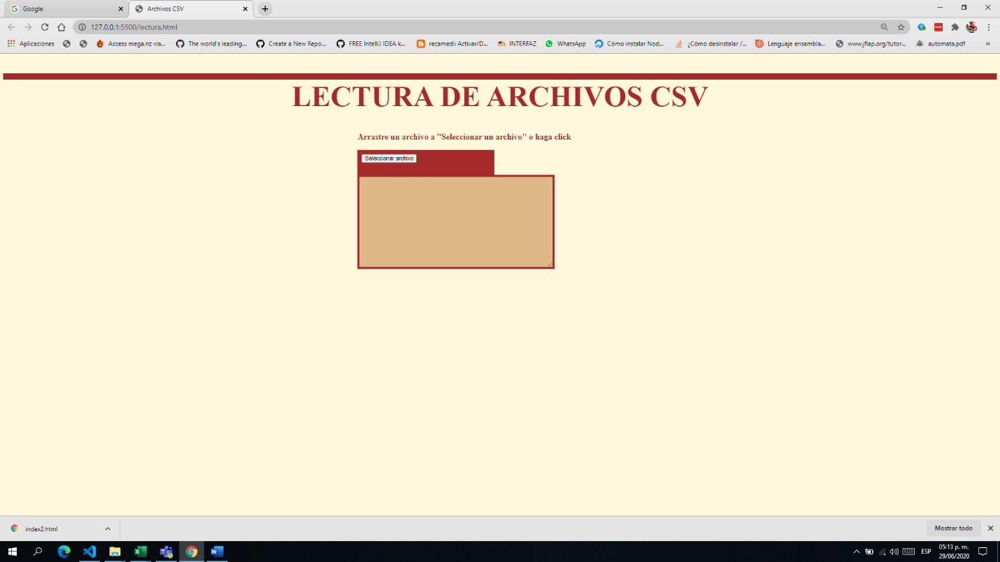 Google
Archivos CSV
127.0.0.1:5500/lectura.html
Aplicaciones
Access mega.nz via...
The world's leading...
Create a New Repo...
FREE IntelliJ IDEA k...
recamedi: Activar/D...
INTERFAZ
WhatsApp
Cómo instalar Nod...
¿Cómo desinstalar /...
Lenguaje ensambla...
www.jflap.org/tutor...
automata.pdf
LECTURA DE ARCHIVOS CSV
Arrastre un archivo a "Seleccionar un archivo" o haga click
Seleccionar archivo
index2.html
Mostrar todo
ESP
05:13 p. m.
29/06/2020